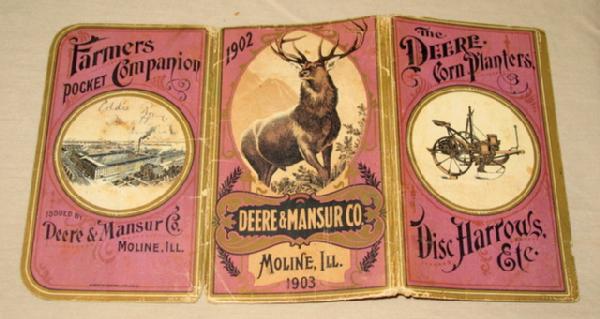 Farmers
POCKET COMPANION
Eddie
ISSUED BY
Deere & Mansur Co.
MOLINE, ILL.
1902
DEERE & MANSUR CO.
MOLINE, ILL.
1903
The
DEERE
Corn Planters,
Disc Harrows,
Etc.